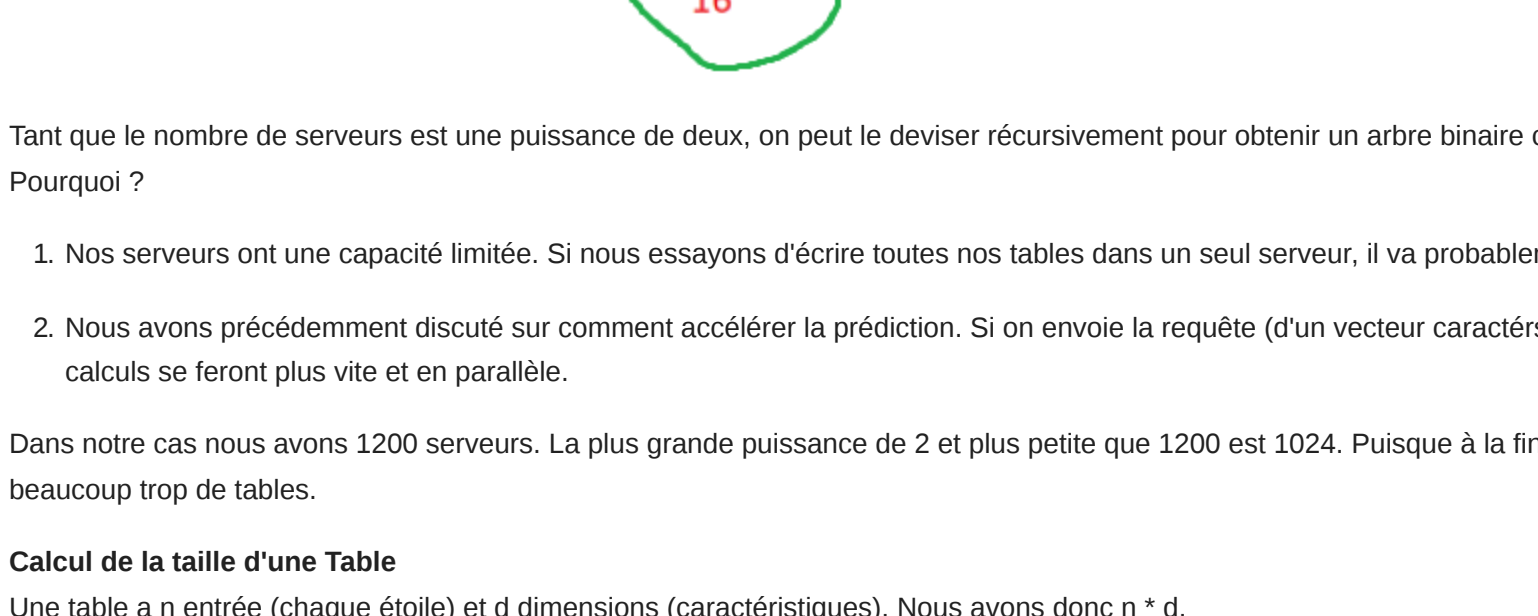 16
Tant que le nombre de serveurs est une puissance de deux, on peut le deviser récursivement pour obtenir un arbre binaire
Pourquoi ?
1. Nos serveurs ont une capacité limitée. Si nous essayons d'écrire toutes nos tables dans un seul serveur, il va
2. Nous avons précédemment discuté sur comment accélérer la prédiction. Si on envoie la requête (d'un vecteur
calculs se feront plus vite et en parallèle.
Dans notre cas nous avons 1200 serveurs. La plus grande puissance de 2 et plus petite que 1200 est 1024. Puisque à la
beaucoup trop de tables.
Calcul de la taille d'une Table
Une table a n entrée (chaque étoile) et d dimensions (caractéristiques). Nous avons donc n * d.